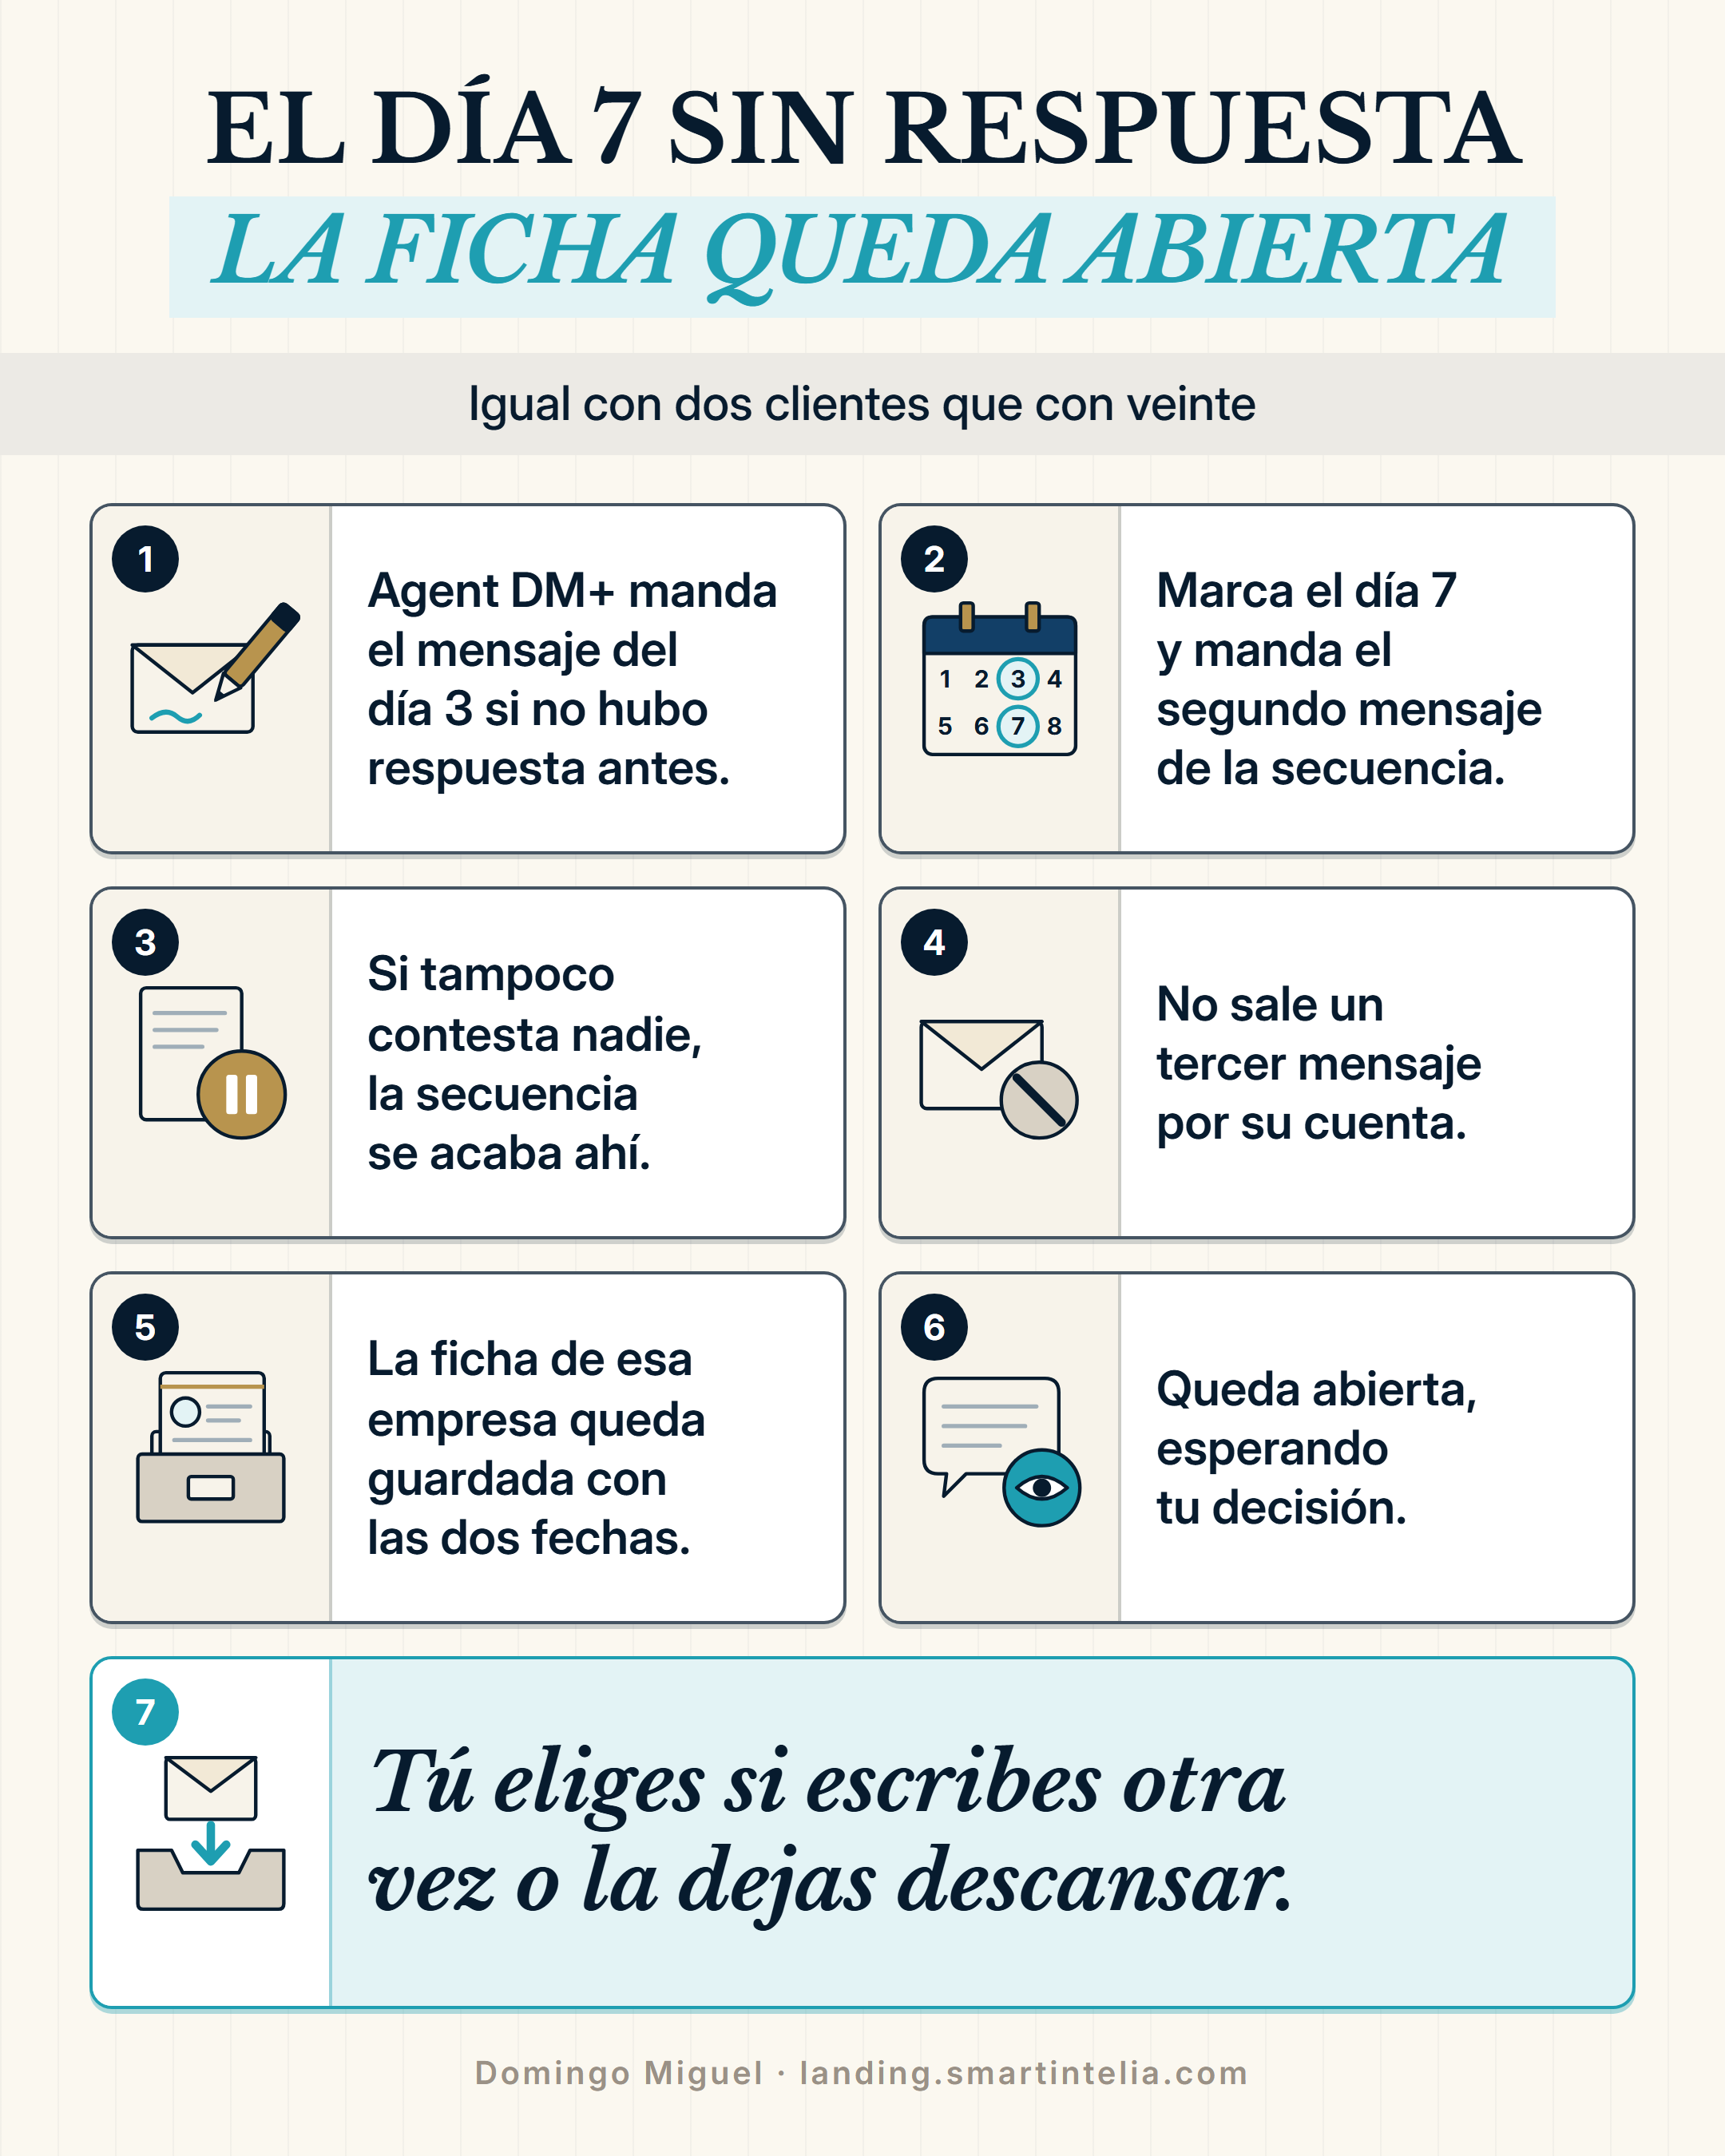 EL DÍA 7 SIN RESPUESTA
LA FICHA QUEDA ABIERTA
Igual con dos clientes que con veinte
1
Agent DM+ manda
el mensaje del
día 3 si no hubo
respuesta antes.
2
1 2 3 4
5 6 7 8
Marca el día 7
y manda el
segundo mensaje
de la secuencia.
3
Si tampoco
contesta nadie,
la secuencia
se acaba ahí.
4
No sale un
tercer mensaje
por su cuenta.
5
La ficha de esa
empresa queda
guardada con
las dos fechas.
6
Queda abierta,
esperando
tu decisión.
7
Tú eliges si escribes otra
vez o la dejas descansar.
Domingo Miguel · landing.smartintelia.com